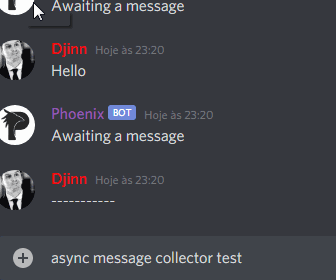 Awaiting a message
Djinn Hoje às 23:20
Hello
Phoenix BOT Hoje às 23:20
Awaiting a message
Djinn Hoje às 23:20
-----------
async message collector test